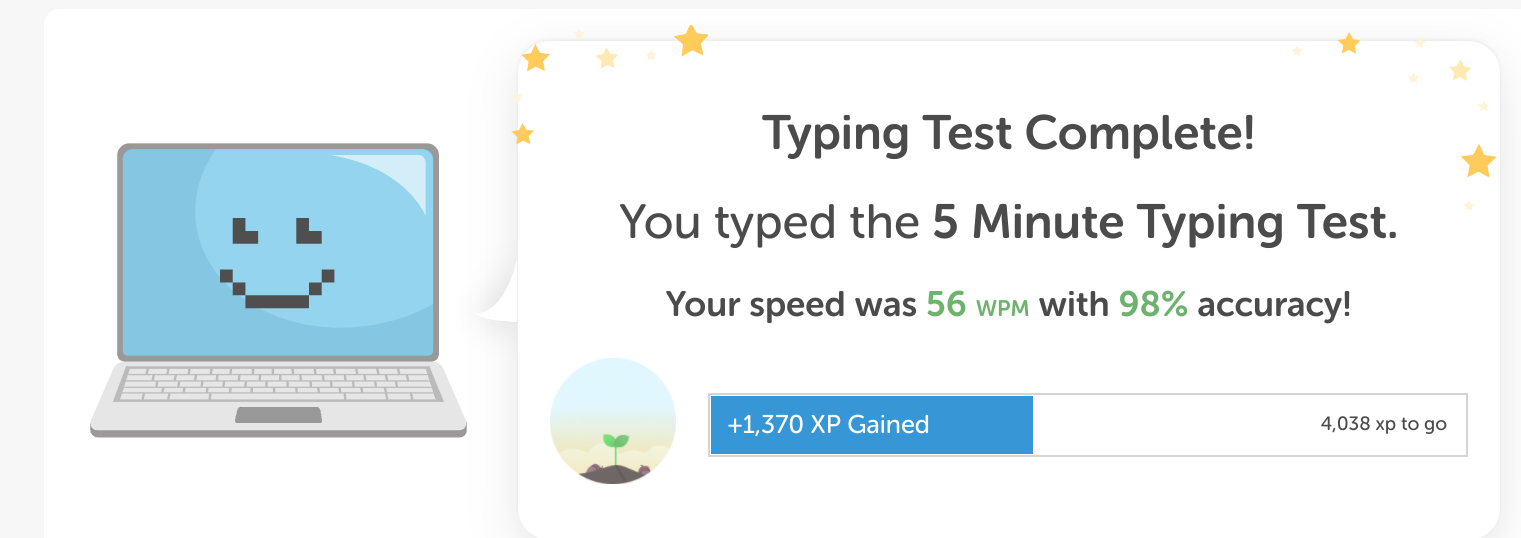 Typing Test Complete!
You typed the 5 Minute Typing Test.
Your speed was 56 WPM with 98% accuracy!
+1,370 XP Gained
4,038 xp to go